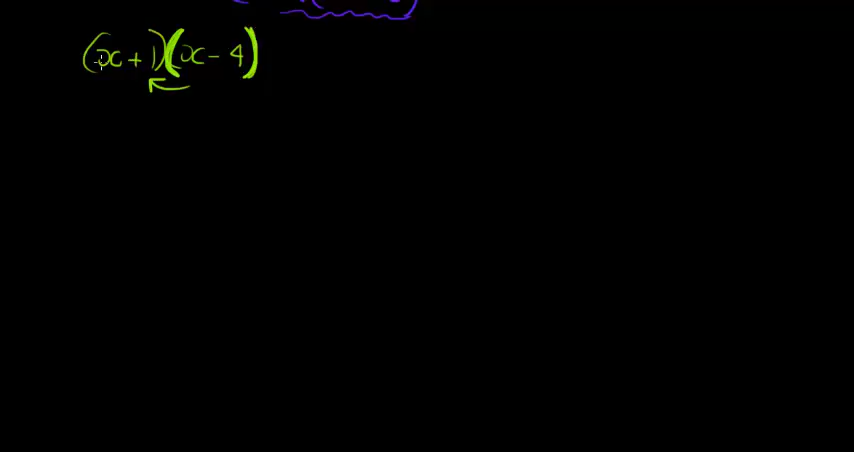 (x + 1)(x - 4)